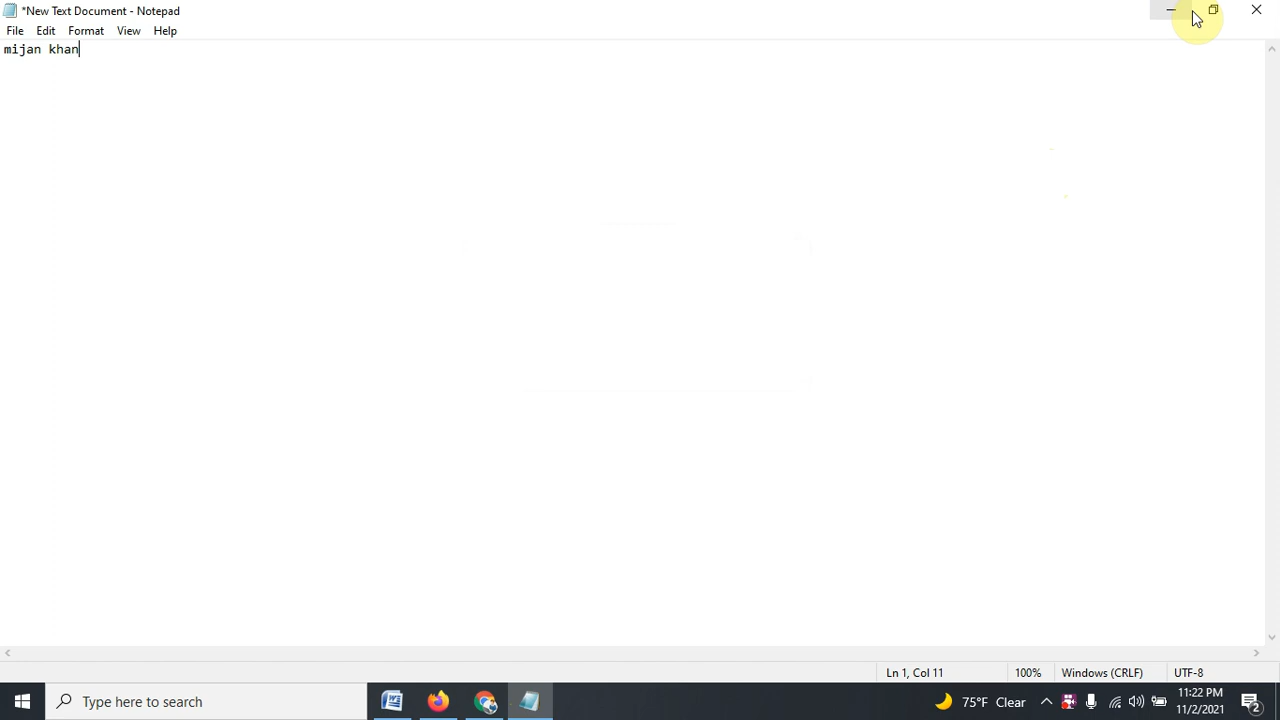 *New Text Document - Notepad
File Edit Format View Help
mijan khan
Ln 1, Col 11 100% Windows (CRLF) UTF-8
Type here to search 75°F Clear 11:22 PM
11/2/2021 2